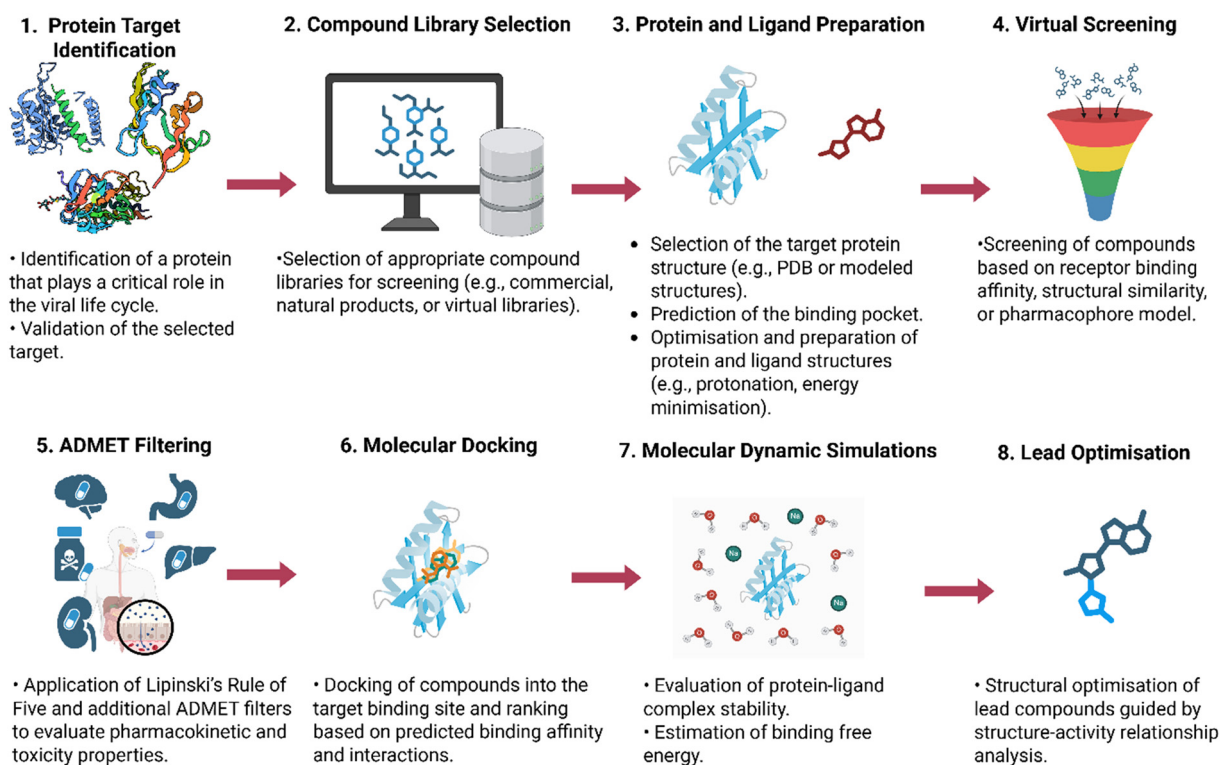 1. Protein Target
Identification
• Identification of a protein
that plays a critical role in
the viral life cycle.
• Validation of the selected
target.
2. Compound Library Selection
•Selection of appropriate compound
libraries for screening (e.g., commercial,
natural products, or virtual libraries).
3. Protein and Ligand Preparation
• Selection of the target protein
structure (e.g., PDB or modeled
structures).
• Prediction of the binding pocket.
• Optimisation and preparation of
protein and ligand structures
(e.g., protonation, energy
minimisation).
4. Virtual Screening
•Screening of compounds
based on receptor binding
affinity, structural similarity,
or pharmacophore model.
5. ADMET Filtering
• Application of Lipinski's Rule of
Five and additional ADMET filters
to evaluate pharmacokinetic and
toxicity properties.
6. Molecular Docking
• Docking of compounds into the
target binding site and ranking
based on predicted binding affinity
and interactions.
7. Molecular Dynamic Simulations
Na
Na
Na
• Evaluation of protein-ligand
complex stability.
• Estimation of binding free
energy.
8. Lead Optimisation
• Structural optimisation of
lead compounds guided by
structure-activity relationship
analysis.